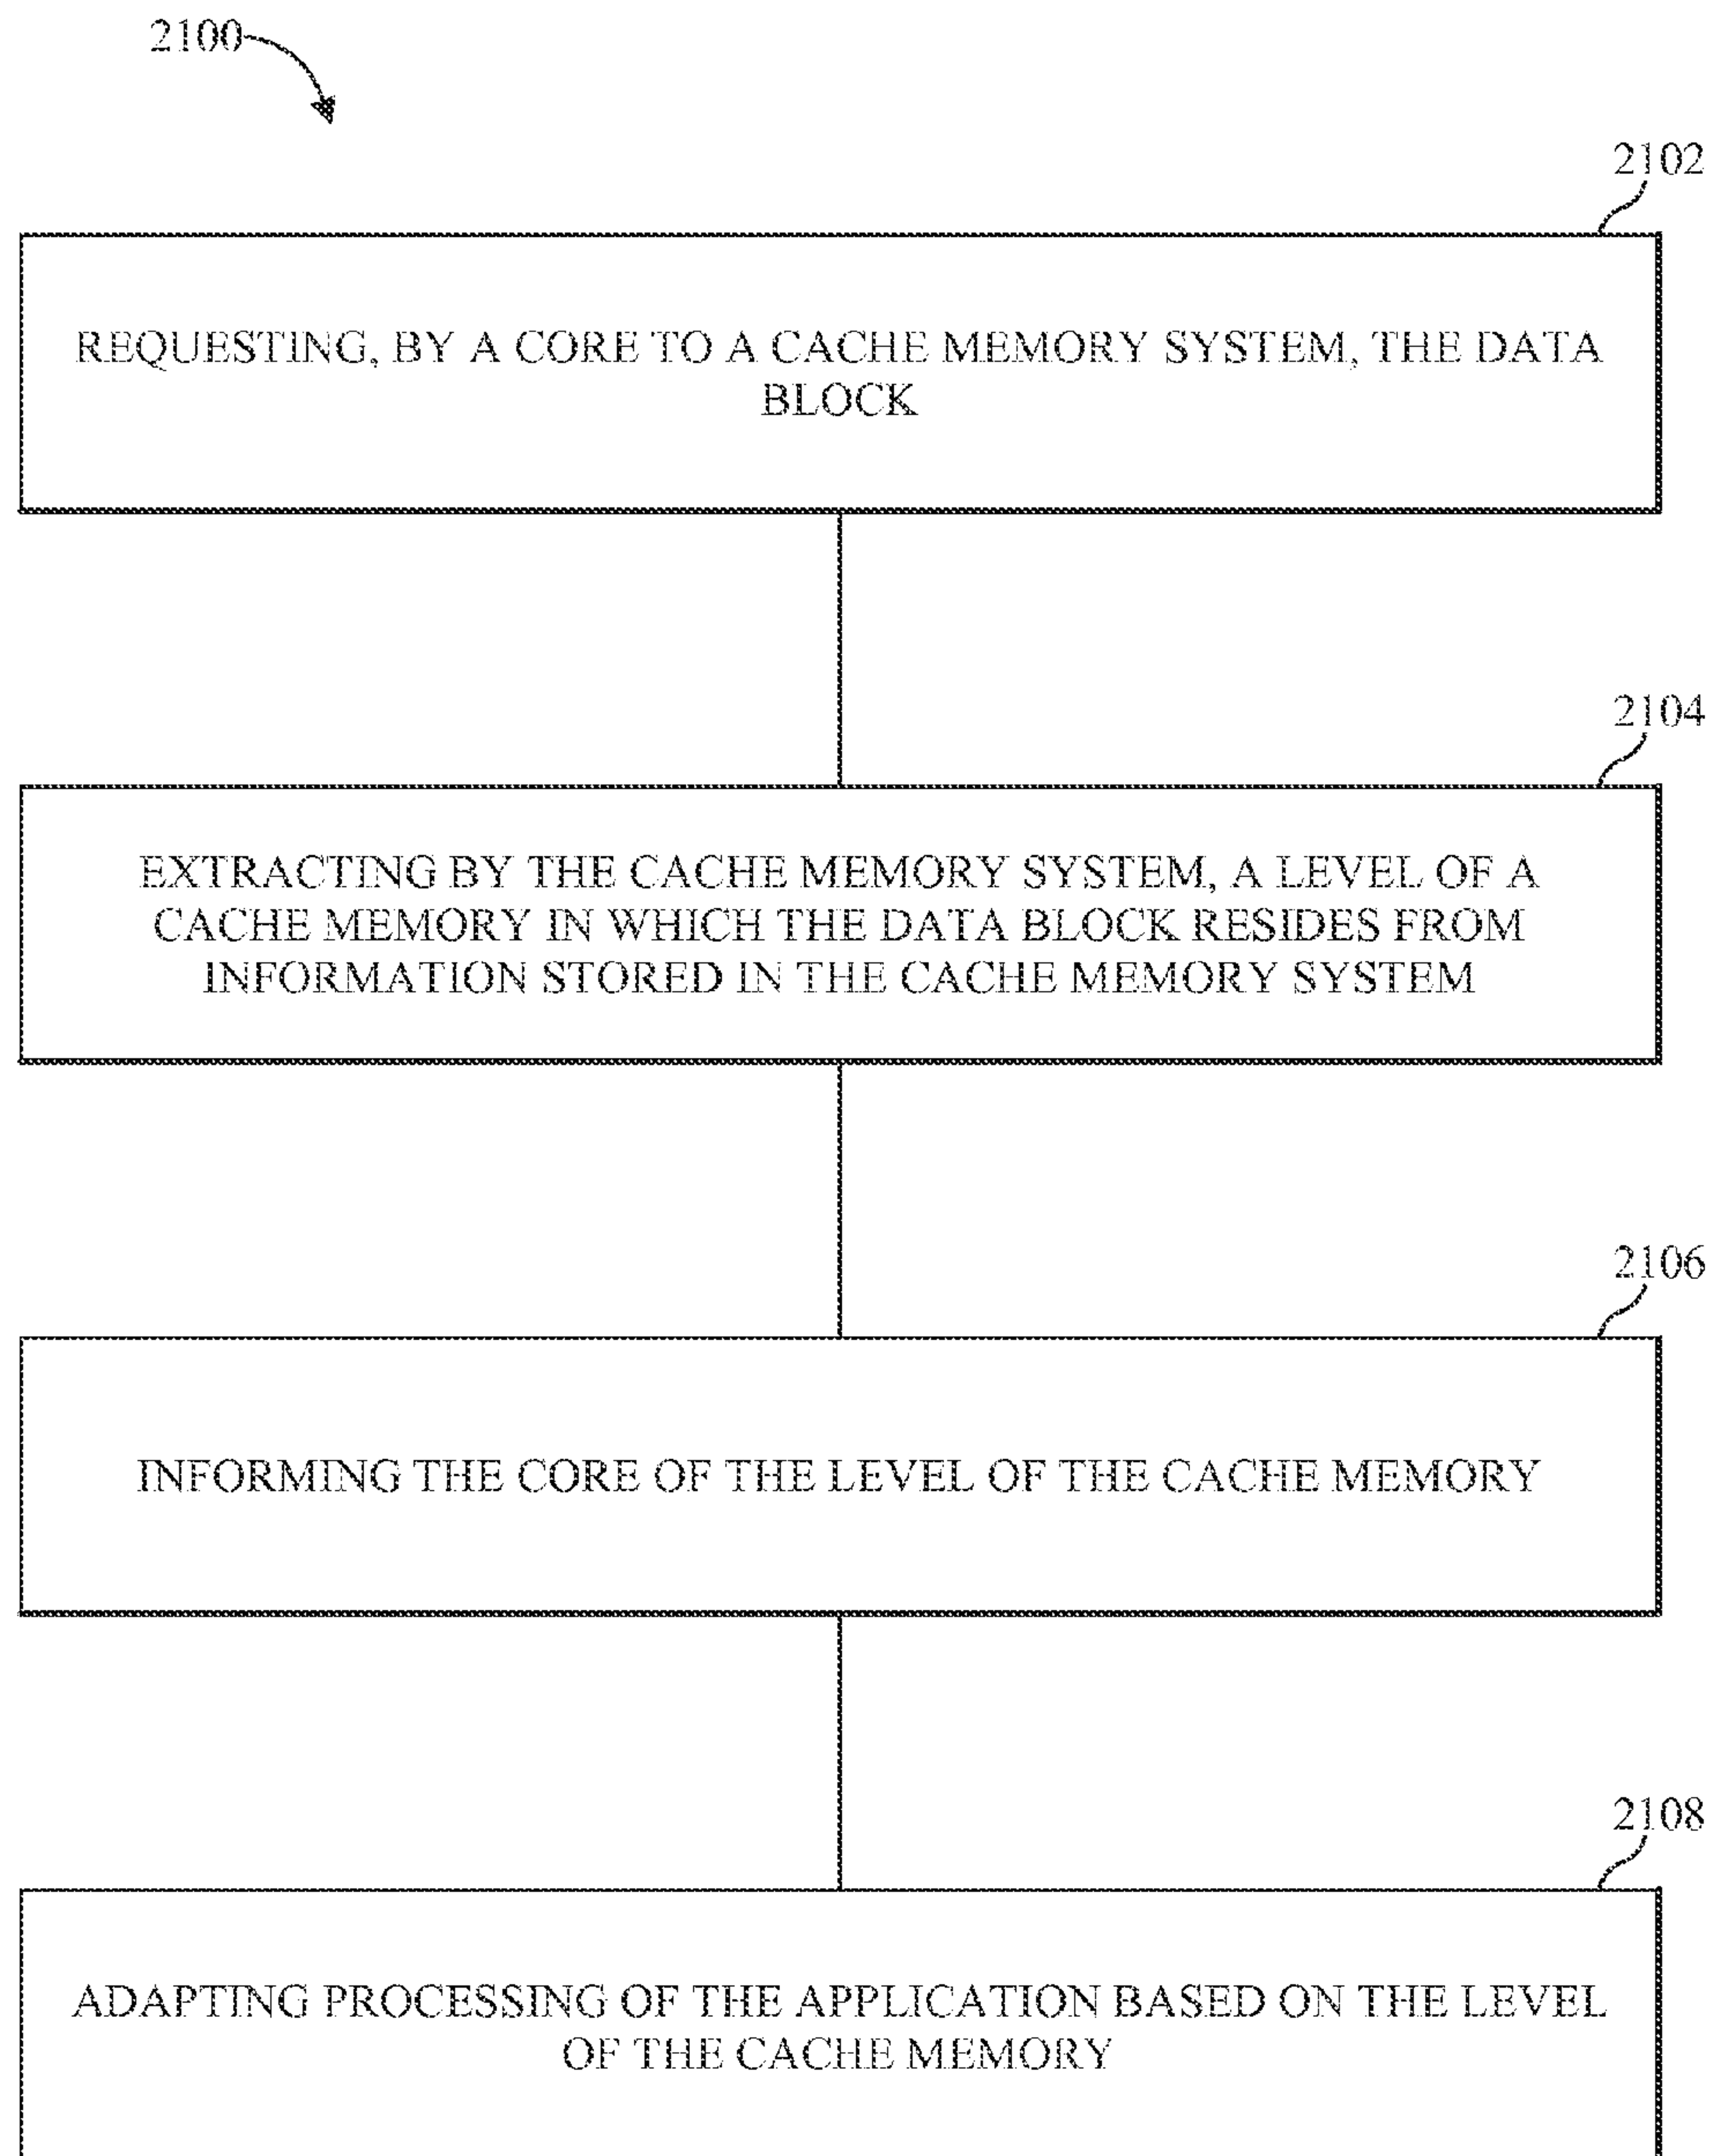 2100
2102
REQUESTING, BY A CORE TO A CACHE MEMORY SYSTEM, THE DATA
BLOCK
2104
EXTRACTING BY THE CACHE MEMORY SYSTEM, A LEVEL OF A
CACHE MEMORY IN WHICH THE DATA BLOCK RESIDES FROM
INFORMATION STORED IN THE CACHE MEMORY SYSTEM
2106
INFORMING THE CORE OF THE LEVEL OF THE CACHE MEMORY
2108
ADAPTING PROCESSING OF THE APPLICATION BASED ON THE LEVEL
OF THE CACHE MEMORY